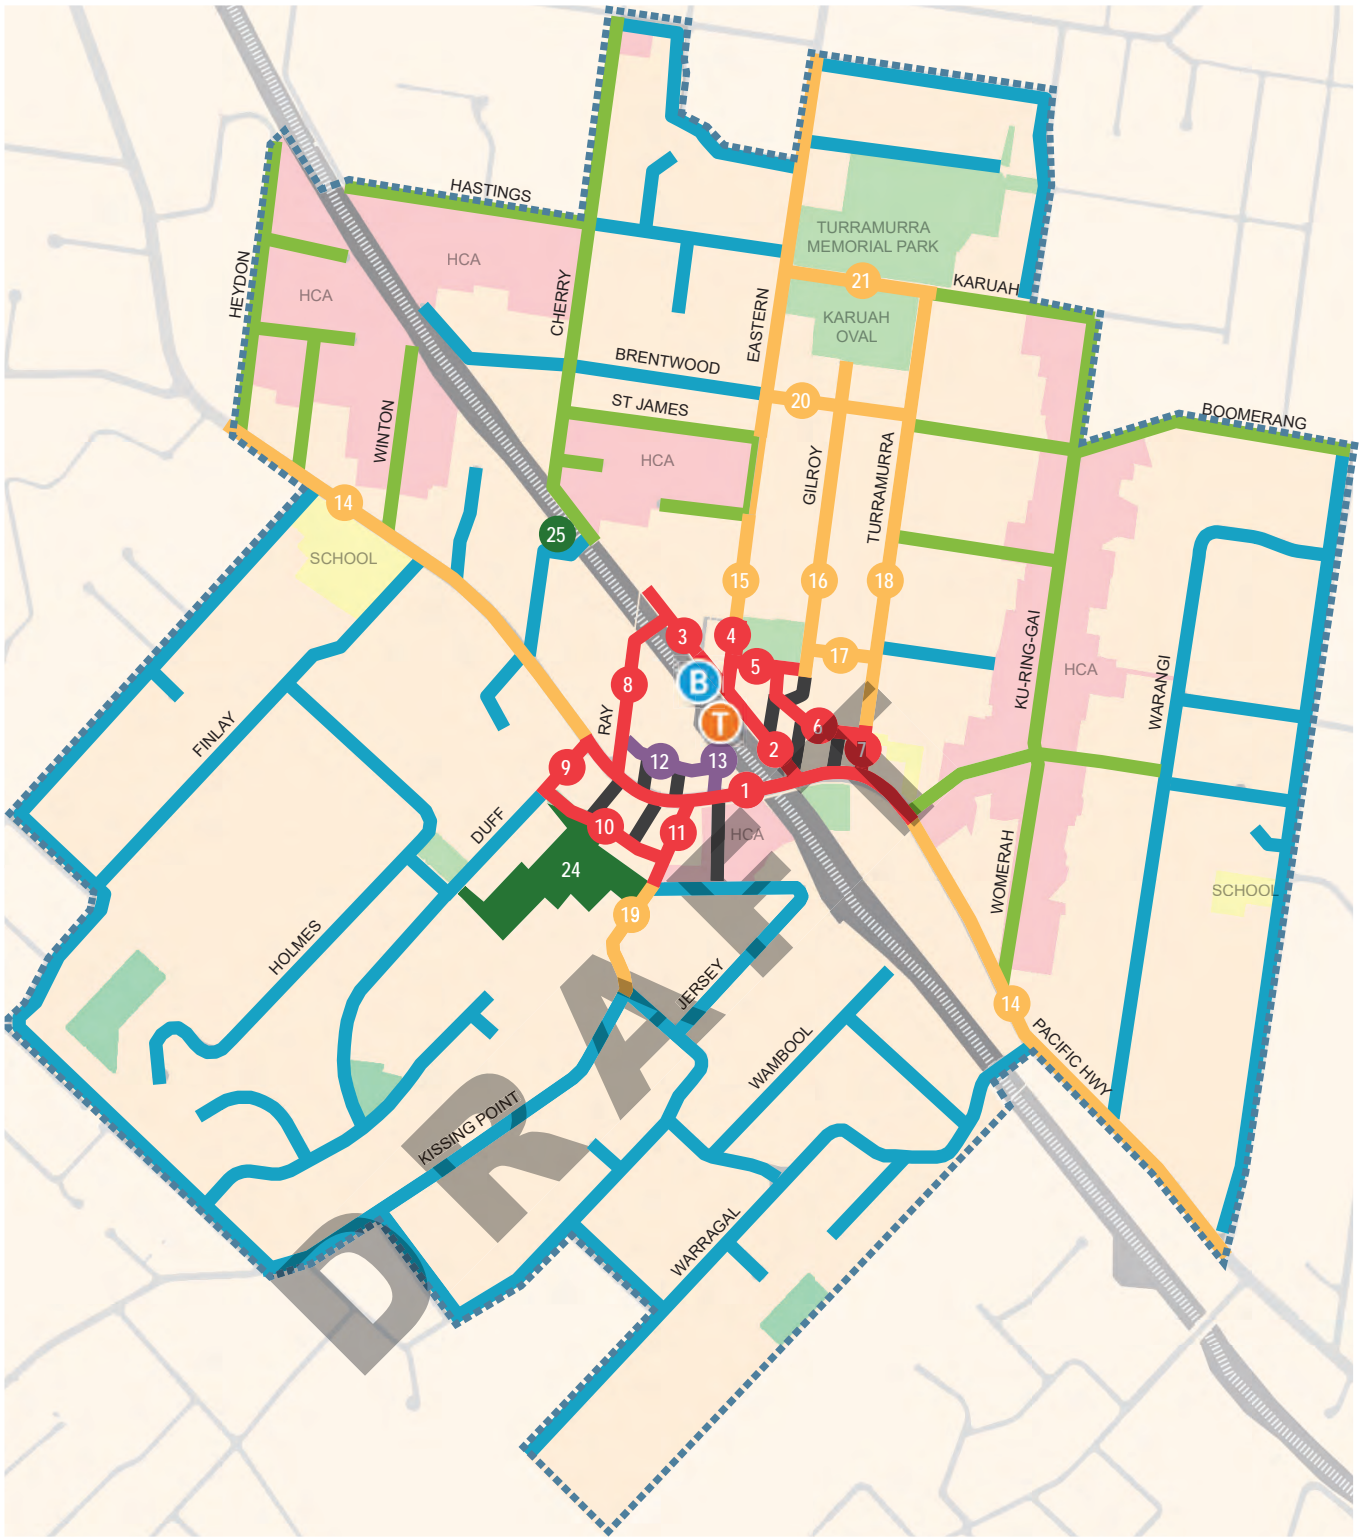 HASTINGS
HCA
HCA
HEYDON
CHERRY
TURRAMURRA
MEMORIAL PARK
21
KARUAH
KARUAH
OVAL
EASTERN
BRENTWOOD
ST JAMES
20
BOOMERANG
WINTON
HCA
GILROY
TURRAMURRA
14
SCHOOL
25
15
16
18
3
4
5
17
KU-RING-GAI
HCA
WARANGI
8
B
T
RAY
6
FINLAY
2
7
9
12
13
1
DUFF
10
11
HCA
24
WOMERAH
SCHOOL
19
HOLMES
JERSEY
14
PACIFIC HWY
WAMBOOL
KISSING POINT
WARRAGAL
DRAFT